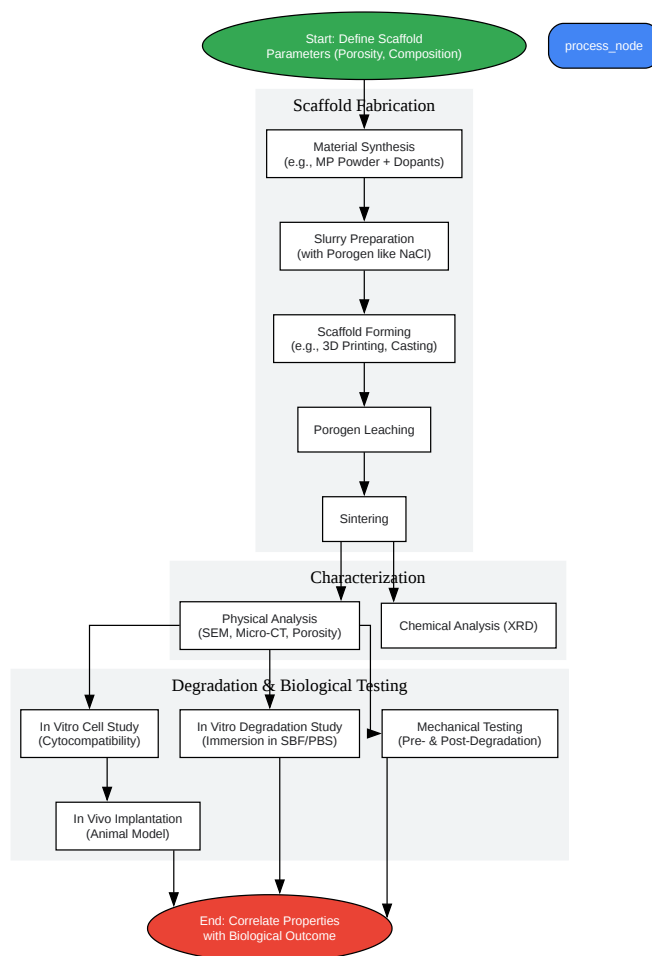 Start: Define Scaffold
Parameters (Porosity, Composition)
process_node
Scaffold Fabrication
Material Synthesis
(e.g., MP Powder + Dopants)
Slurry Preparation
(with Porogen like NaCl)
Scaffold Forming
(e.g., 3D Printing, Casting)
Porogen Leaching
Sintering
Characterization
Physical Analysis
(SEM, Micro-CT, Porosity)
Chemical Analysis (XRD)
Degradation & Biological Testing
In Vitro Cell Study
(Cytocompatibility)
In Vitro Degradation Study
(Immersion in SBF/PBS)
Mechanical Testing
(Pre- & Post-Degradation)
In Vivo Implantation
(Animal Model)
End: Correlate Properties
with Biological Outcome